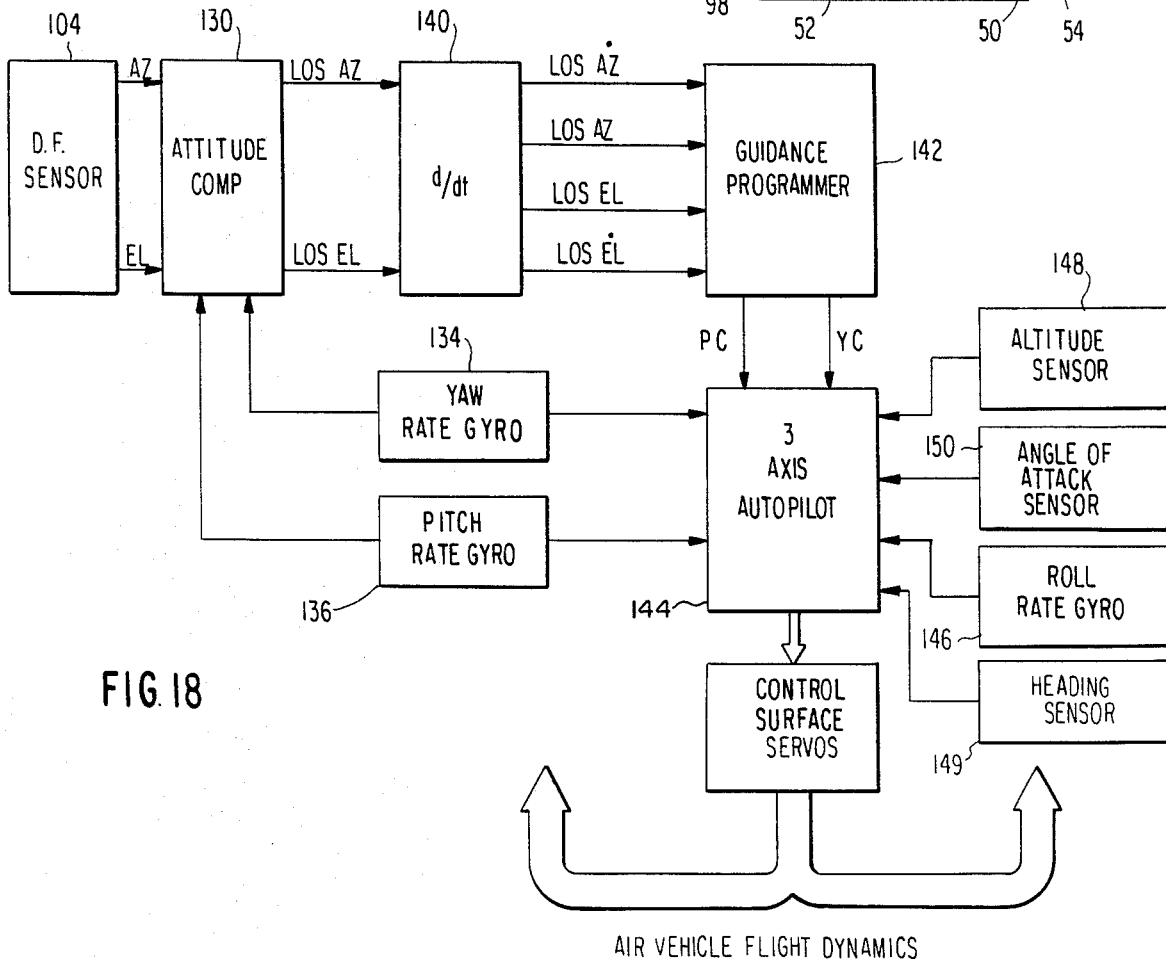 98
52
50
54
104
130
140
AZ
LOS AZ
LOS AŻ
D.F.
SENSOR
ATTITUDE
COMP
d/dt
LOS AZ
GUIDANCE
PROGRAMMER
142
LOS EL
EL
LOS EL
LOS ĖL
148
134
PC
YC
ALTITUDE
SENSOR
YAW
RATE GYRO
3
AXIS
AUTOPILOT
150
ANGLE OF
ATTACK
SENSOR
PITCH
RATE GYRO
136
144
ROLL
RATE GYRO
146
FIG. 18
CONTROL
SURFACE
SERVOS
HEADING
SENSOR
149
AIR VEHICLE FLIGHT DYNAMICS